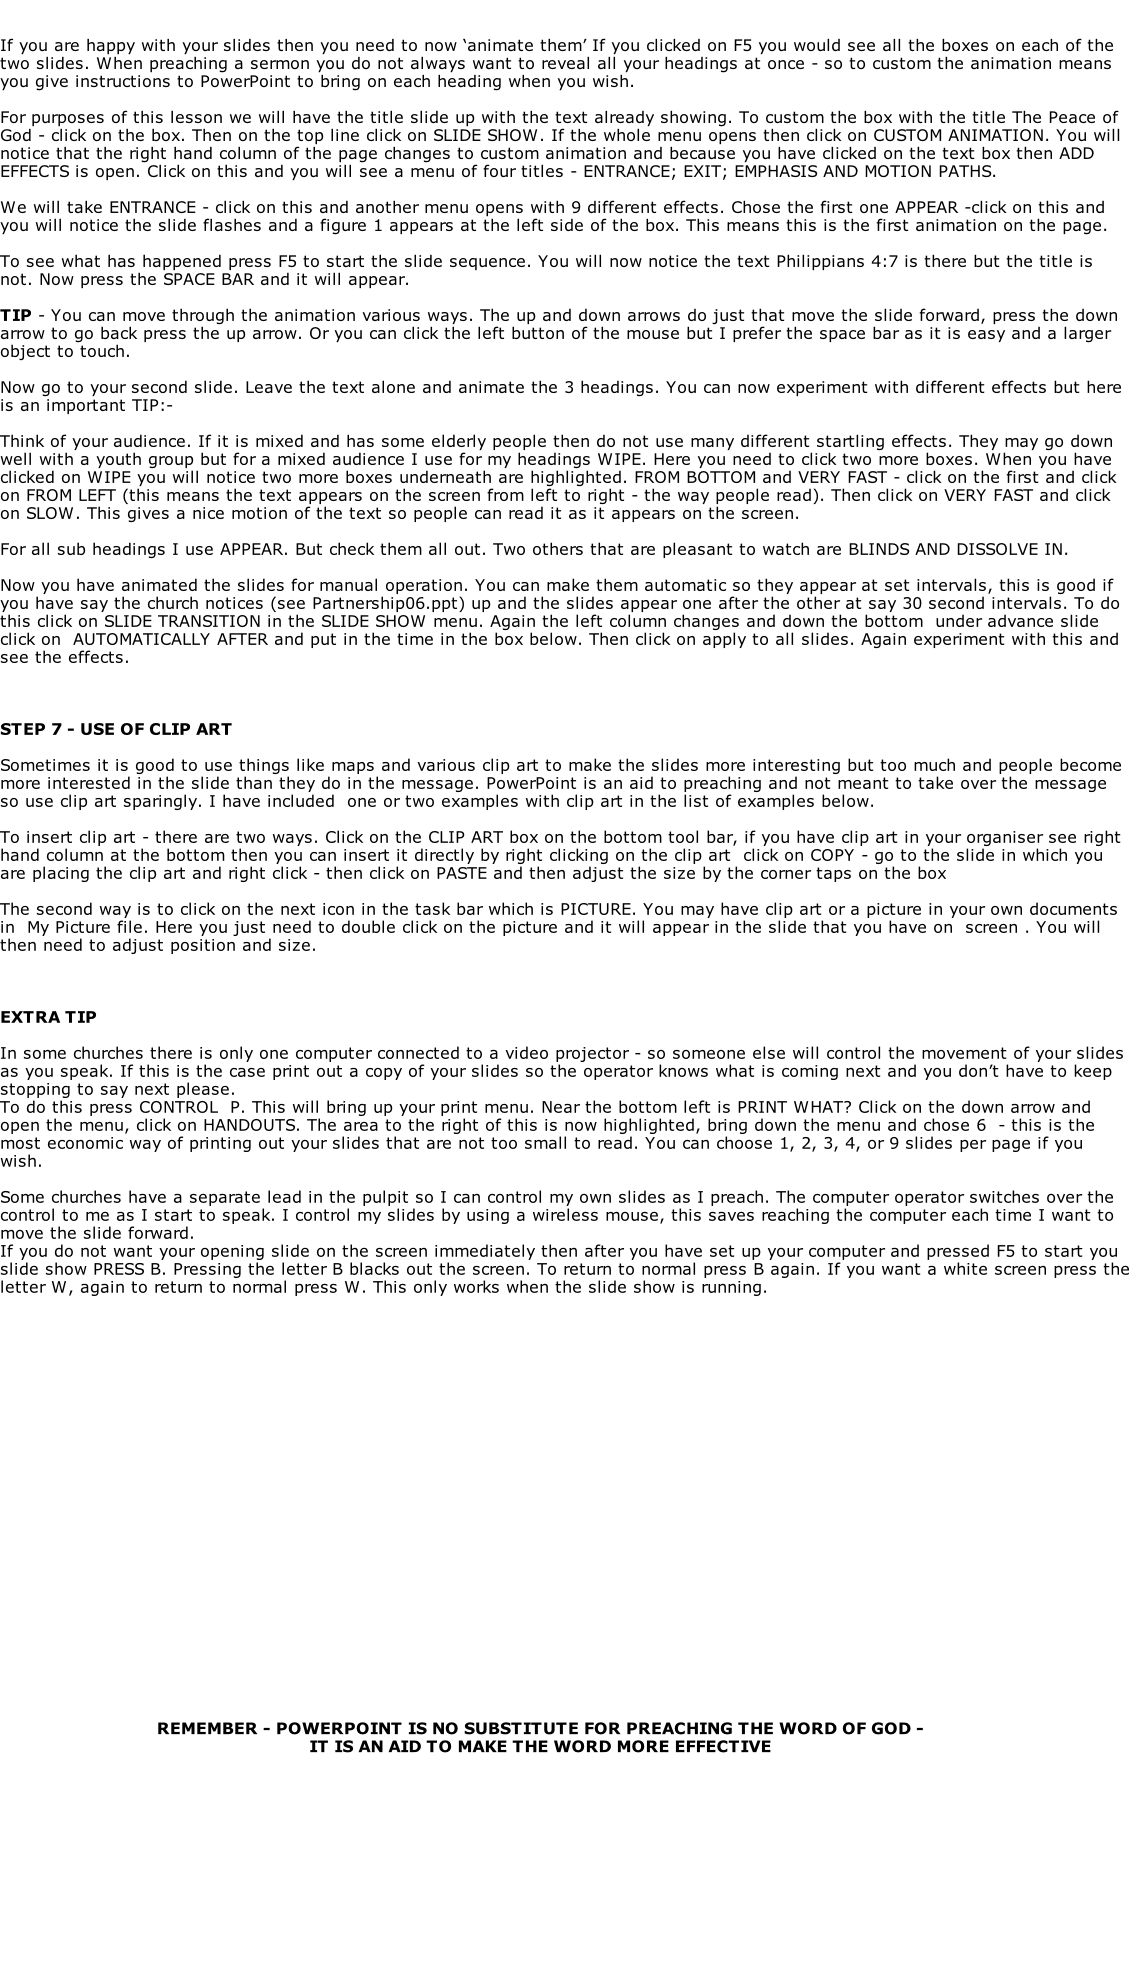 If you are happy with your slides then you need to now ‘animate them’ If you clicked on F5 you would see all the boxes on each of the
two slides. When preaching a sermon you do not always want to reveal all your headings at once - so to custom the animation means
you give instructions to PowerPoint to bring on each heading when you wish.
For purposes of this lesson we will have the title slide up with the text already showing. To custom the box with the title The Peace of
God - click on the box. Then on the top line click on SLIDE SHOW. If the whole menu opens then click on CUSTOM ANIMATION. You will
notice that the right hand column of the page changes to custom animation and because you have clicked on the text box then ADD
EFFECTS is open. Click on this and you will see a menu of four titles - ENTRANCE; EXIT; EMPHASIS AND MOTION PATHS.
We will take ENTRANCE - click on this and another menu opens with 9 different effects. Chose the first one APPEAR -click on this and
you will notice the slide flashes and a figure 1 appears at the left side of the box. This means this is the first animation on the page.
To see what has happened press F5 to start the slide sequence. You will now notice the text Philippians 4:7 is there but the title is
not. Now press the SPACE BAR and it will appear.
TIP - You can move through the animation various ways. The up and down arrows do just that move the slide forward, press the down
arrow to go back press the up arrow. Or you can click the left button of the mouse but I prefer the space bar as it is easy and a larger
object to touch.
Now go to your second slide. Leave the text alone and animate the 3 headings. You can now experiment with different effects but here
is an important TIP:-
Think of your audience. If it is mixed and has some elderly people then do not use many different startling effects. They may go down
well with a youth group but for a mixed audience I use for my headings WIPE. Here you need to click two more boxes. When you have
clicked on WIPE you will notice two more boxes underneath are highlighted. FROM BOTTOM and VERY FAST - click on the first and click
on FROM LEFT (this means the text appears on the screen from left to right - the way people read). Then click on VERY FAST and click
on SLOW. This gives a nice motion of the text so people can read it as it appears on the screen.
For all sub headings I use APPEAR. But check them all out. Two others that are pleasant to watch are BLINDS AND DISSOLVE IN.
Now you have animated the slides for manual operation. You can make them automatic so they appear at set intervals, this is good if
you have say the church notices (see Partnership06.ppt) up and the slides appear one after the other at say 30 second intervals. To do
this click on SLIDE TRANSITION in the SLIDE SHOW menu. Again the left column changes and down the bottom  under advance slide
click on  AUTOMATICALLY AFTER and put in the time in the box below. Then click on apply to all slides. Again experiment with this and
see the effects.
STEP 7 - USE OF CLIP ART
Sometimes it is good to use things like maps and various clip art to make the slides more interesting but too much and people become
more interested in the slide than they do in the message. PowerPoint is an aid to preaching and not meant to take over the message
so use clip art sparingly. I have included  one or two examples with clip art in the list of examples below.
To insert clip art - there are two ways. Click on the CLIP ART box on the bottom tool bar, if you have clip art in your organiser see right
hand column at the bottom then you can insert it directly by right clicking on the clip art  click on COPY - go to the slide in which you
are placing the clip art and right click - then click on PASTE and then adjust the size by the corner taps on the box
The second way is to click on the next icon in the task bar which is PICTURE. You may have clip art or a picture in your own documents
in  My Picture file. Here you just need to double click on the picture and it will appear in the slide that you have on  screen . You will
then need to adjust position and size.
EXTRA TIP
In some churches there is only one computer connected to a video projector - so someone else will control the movement of your slides
as you speak. If this is the case print out a copy of your slides so the operator knows what is coming next and you don’t have to keep
stopping to say next please.
To do this press CONTROL  P. This will bring up your print menu. Near the bottom left is PRINT WHAT? Click on the down arrow and
open the menu, click on HANDOUTS. The area to the right of this is now highlighted, bring down the menu and chose 6  - this is the
most economic way of printing out your slides that are not too small to read. You can choose 1, 2, 3, 4, or 9 slides per page if you
wish.
Some churches have a separate lead in the pulpit so I can control my own slides as I preach. The computer operator switches over the
control to me as I start to speak. I control my slides by using a wireless mouse, this saves reaching the computer each time I want to
move the slide forward.
If you do not want your opening slide on the screen immediately then after you have set up your computer and pressed F5 to start you
slide show PRESS B. Pressing the letter B blacks out the screen. To return to normal press B again. If you want a white screen press the
letter W, again to return to normal press W. This only works when the slide show is running.
REMEMBER - POWERPOINT IS NO SUBSTITUTE FOR PREACHING THE WORD OF GOD -
IT IS AN AID TO MAKE THE WORD MORE EFFECTIVE